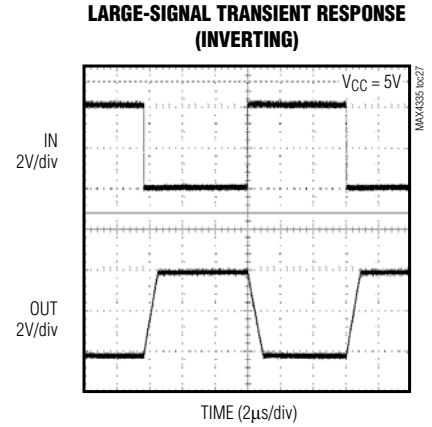 LARGE-SIGNAL TRANSIENT RESPONSE
(INVERTING)
VCC = 5V
MAX4335 toc27
IN
2V/div
OUT
2V/div
TIME (2μs/div)